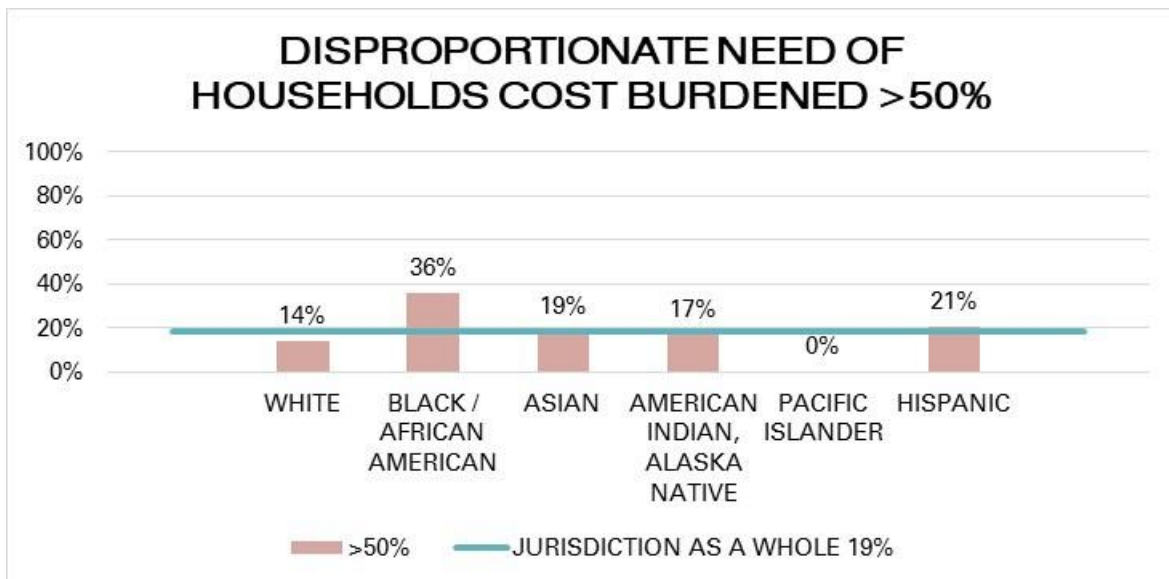 DISPROPORTIONATE NEED OF
HOUSEHOLDS COST BURDENED >50%
100%
80%
60%
40%
20%
0%
14%
36%
19%
17%
0%
21%
WHITE
BLACK /
AFRICAN
AMERICAN
ASIAN
AMERICAN
INDIAN,
ALASKA
NATIVE
PACIFIC
ISLANDER
HISPANIC
>50%
JURISDICTION AS A WHOLE 19%